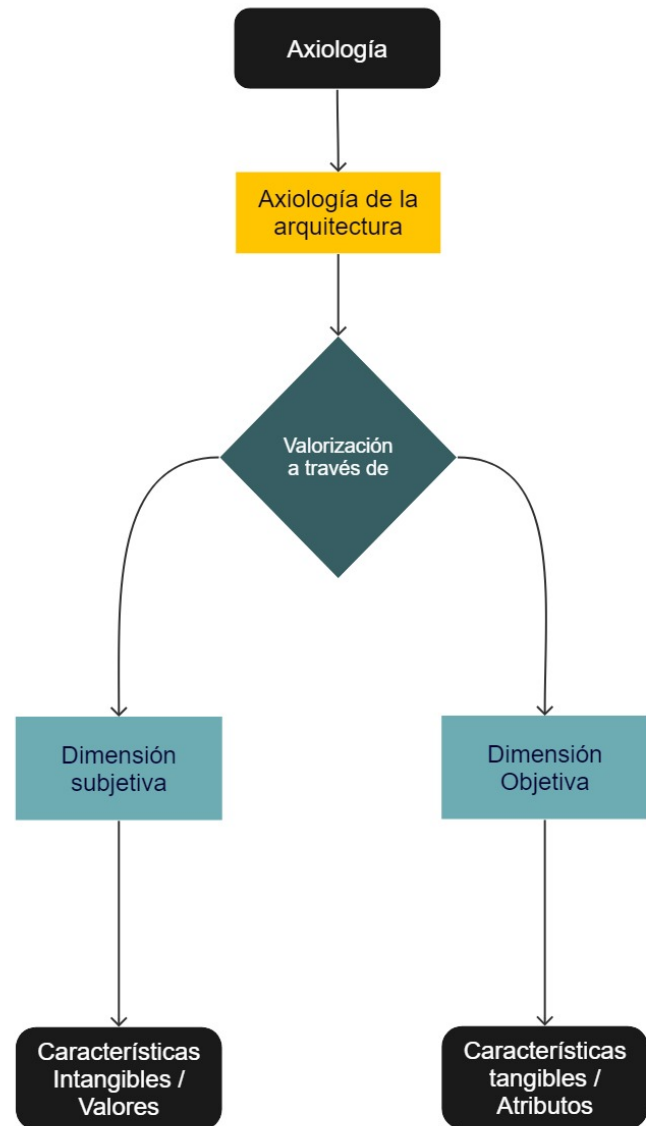 Axiología
Axiología de la
arquitectura
Valorización
a través de
Dimensión
subjetiva
Dimensión
Objetiva
Características
Intangibles /
Valores
Características
tangibles /
Atributos